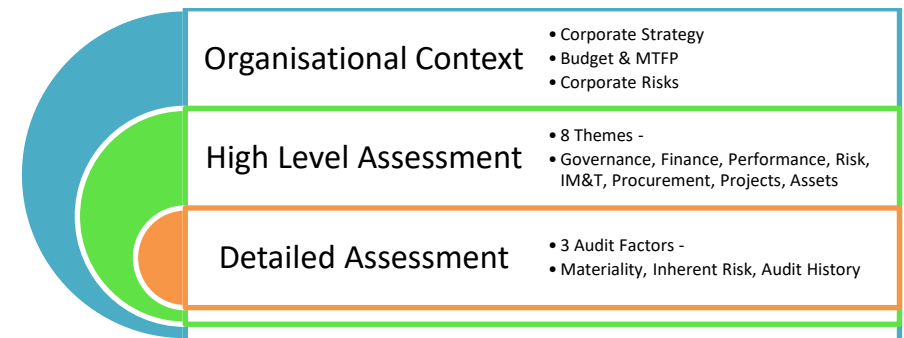 Organisational Context
• Corporate Strategy
• Budget & MTFP
• Corporate Risks
High Level Assessment
• 8 Themes -
• Governance, Finance, Performance, Risk,
IM&T, Procurement, Projects, Assets
Detailed Assessment
• 3 Audit Factors -
• Materiality, Inherent Risk, Audit History